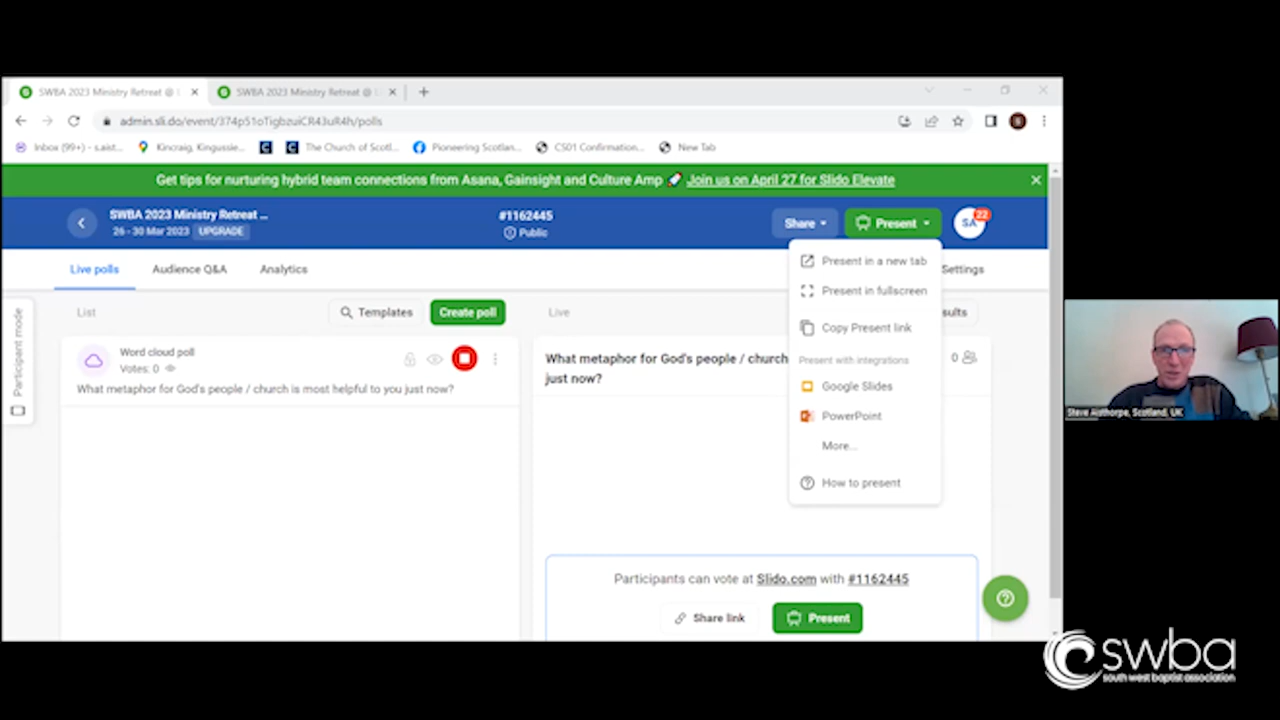 SWBA 2023 Ministry Retreat @
SWBA 2023 Ministry Retreat @
admin.sli.do/event/374p51oTigbzuiCR43uR4h/polls
Inbox (99+) - s.aist...
Kincraig, Kingussie...
The Church of Scotl...
Pioneering Scotlan...
CS01 Confirmation...
New Tab
Get tips for nurturing hybrid team connections from Asana, Gainsight and Culture Amp 🚀 Join us on April 27 for Slido Elevate
SWBA 2023 Ministry Retreat ...
26 - 30 Mar 2023 UPGRADE
#1162445
Public
Share
Present
SA
22
Live polls
Audience Q&A
Analytics
Settings
Present in a new tab
Present in fullscreen
Copy Present link
Present with integrations
Google Slides
PowerPoint
More...
How to present
Participant mode
List
Templates
Create poll
Live
sults
Word cloud poll
Votes: 0
What metaphor for God's people / church is most helpful to you just now?
What metaphor for God's people / church
just now?
0
Participants can vote at Slido.com with #1162445
Share link
Present
Steve Aisthorpe, Scotland, UK
swba
south west baptist association